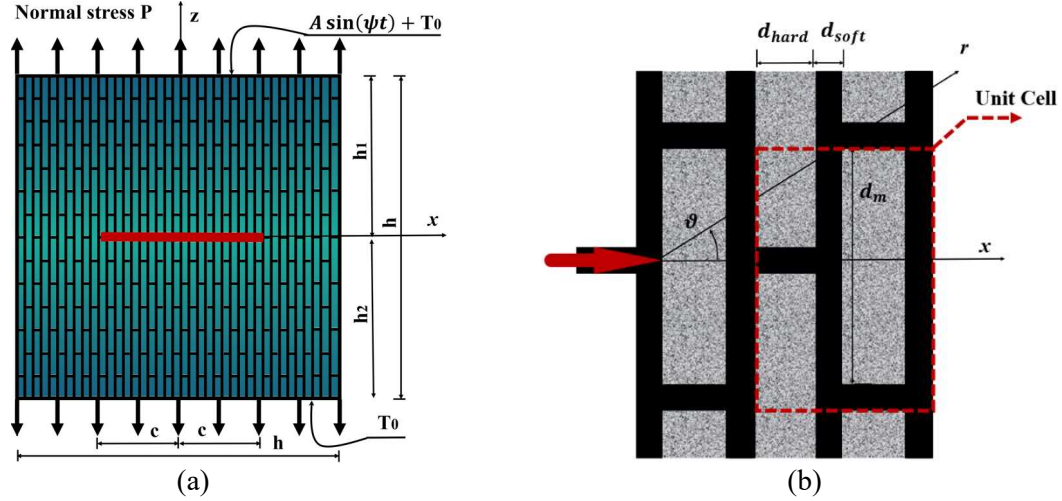 Normal stress P
z
A sin(ψt) + T0
h1
h
x
h2
T0
c
c
h
(a)
dhard
dsoft
r
Unit Cell
dm
ϑ
x
(b)